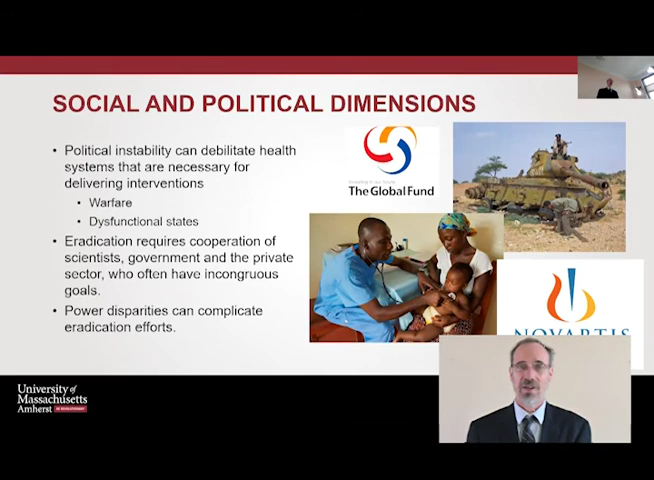 SOCIAL AND POLITICAL DIMENSIONS
• Political instability can debilitate health
systems that are necessary for
delivering interventions
• Warfare
• Dysfunctional states
• Eradication requires cooperation of
scientists, government and the private
sector, who often have incongruous
goals.
• Power disparities can complicate
eradication efforts.
The Global Fund
NOVARTIS
University of
Massachusetts
Amherst BE REVOLUTIONARY